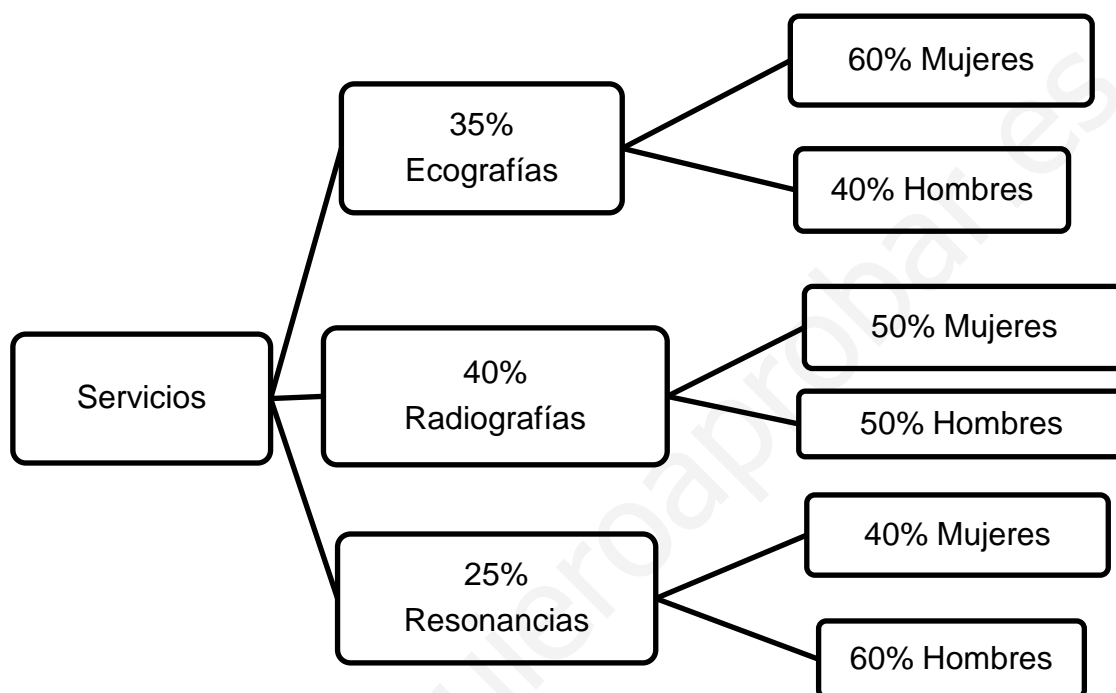 60% Mujeres
35%
Ecografías
40% Hombres
50% Mujeres
Servicios
40%
Radiografías
50% Hombres
40% Mujeres
25%
Resonancias
60% Hombres